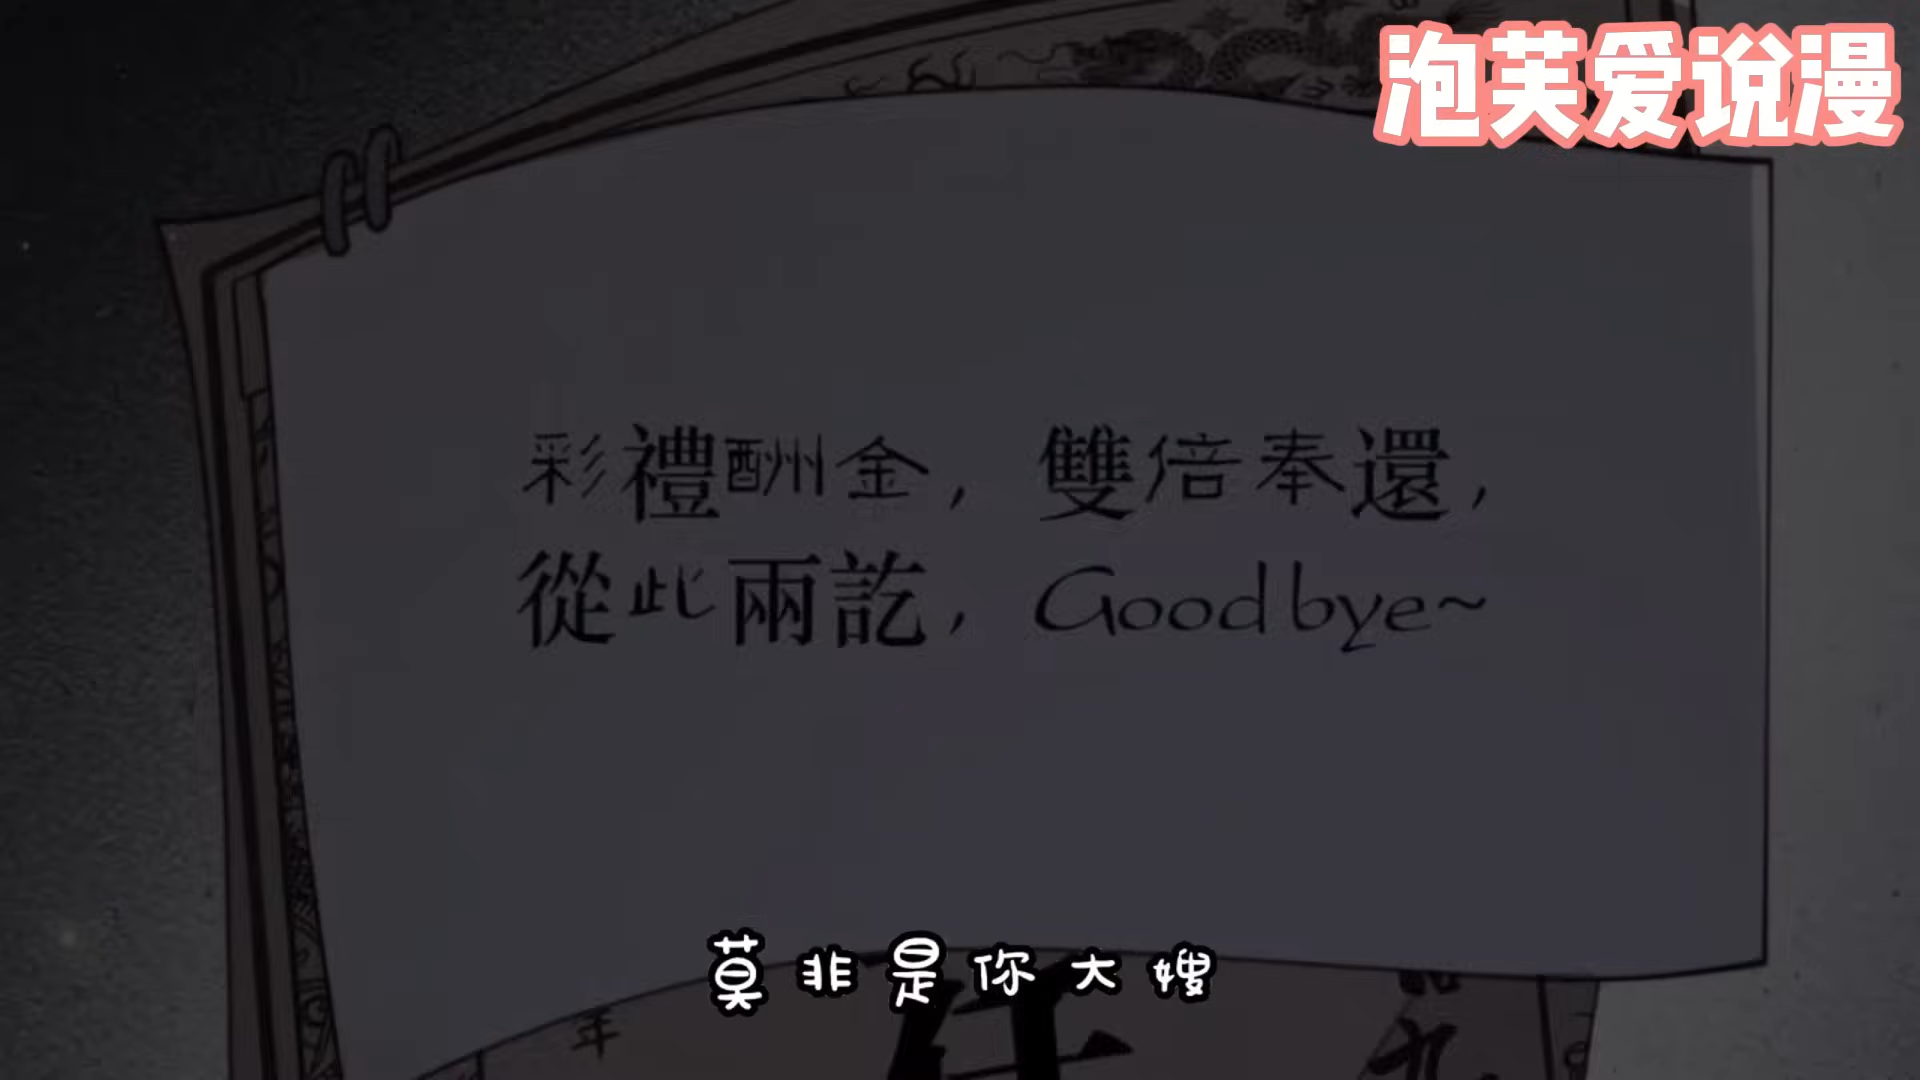 泡芙爱说漫
彩禮酬金，雙倍奉還，
從此兩訖，Goodbye~
莫非是你大嫂
年